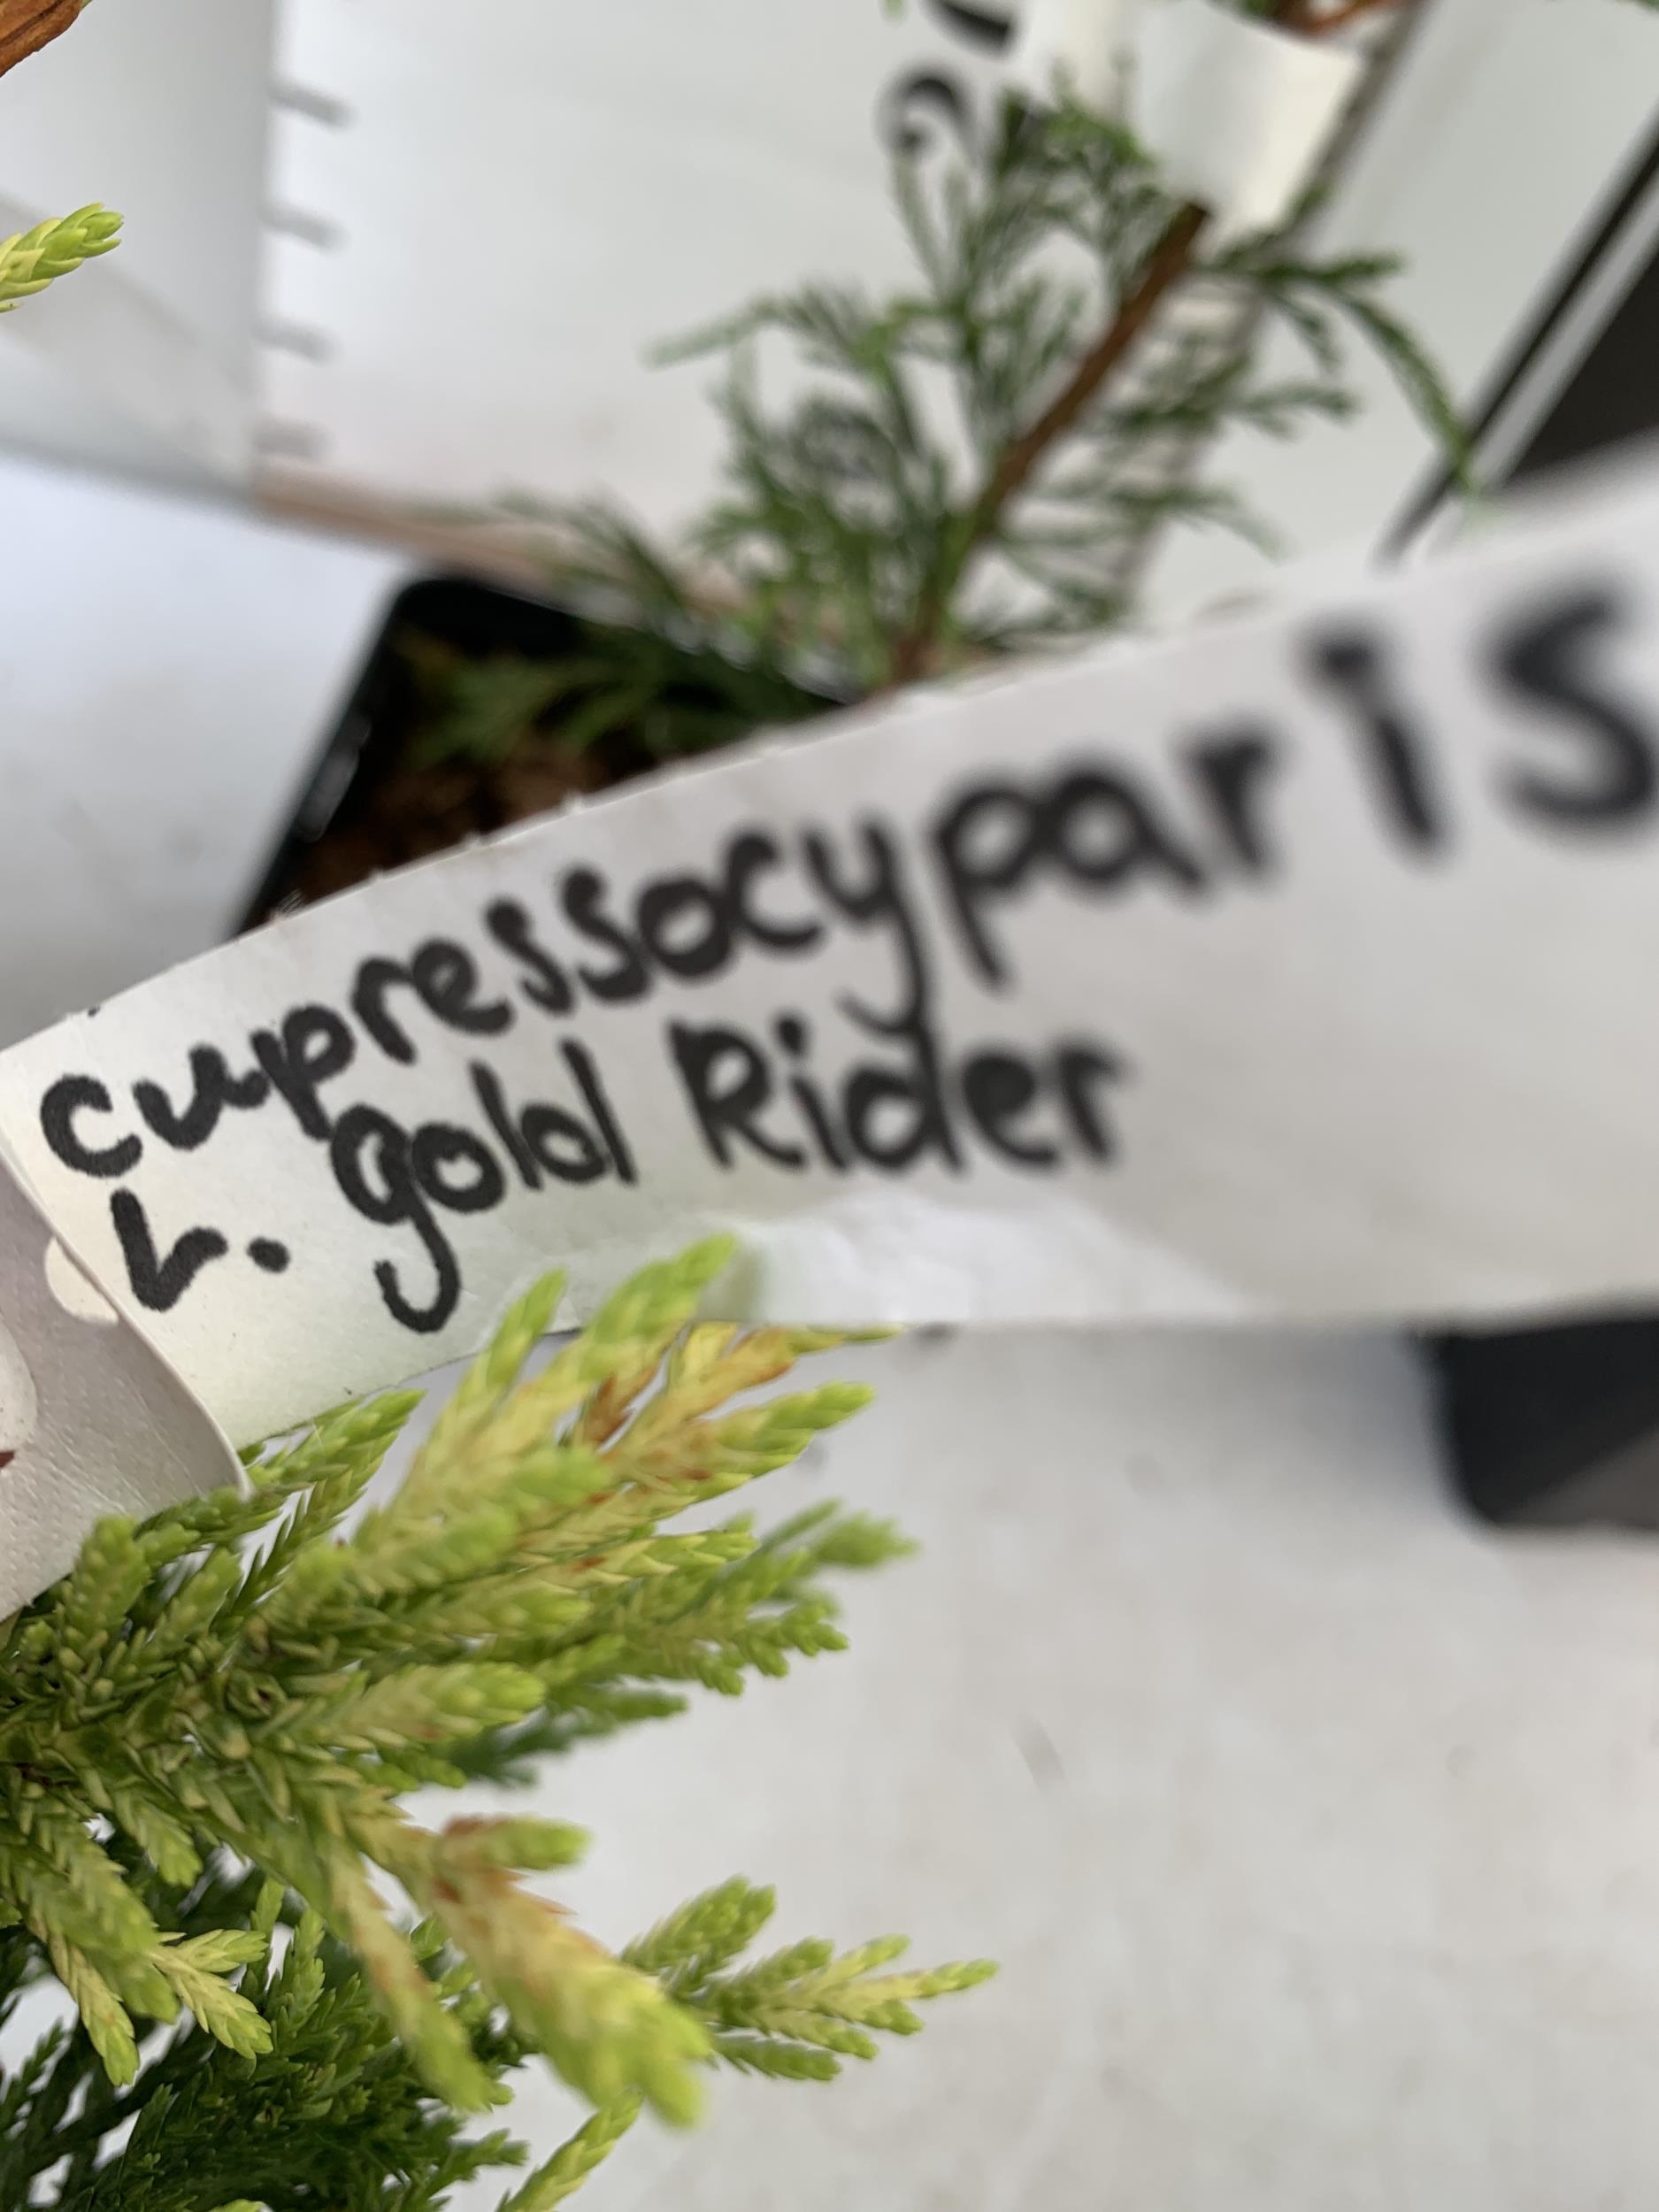 cupressocyparis
L. gold Rider